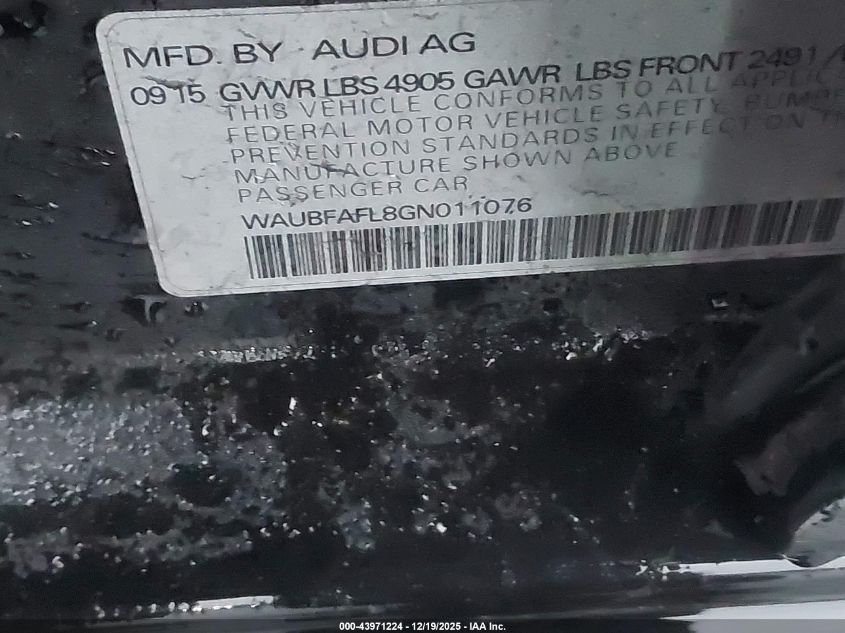 MFD. BY AUDI AG
09 15 GVWR LBS 4905 GAWR LBS FRONT 2491
THIS VEHICLE CONFORMS TO ALL APPLIC
FEDERAL MOTOR VEHICLE SAFETY, BUMPE
PREVENTION STANDARDS IN EFFECT ON TH
MANUFACTURE SHOWN ABOVE
PASSENGER CAR
WAUBFAFL8GN011076
000-43971224 - 12/19/2025 - IAA Inc.